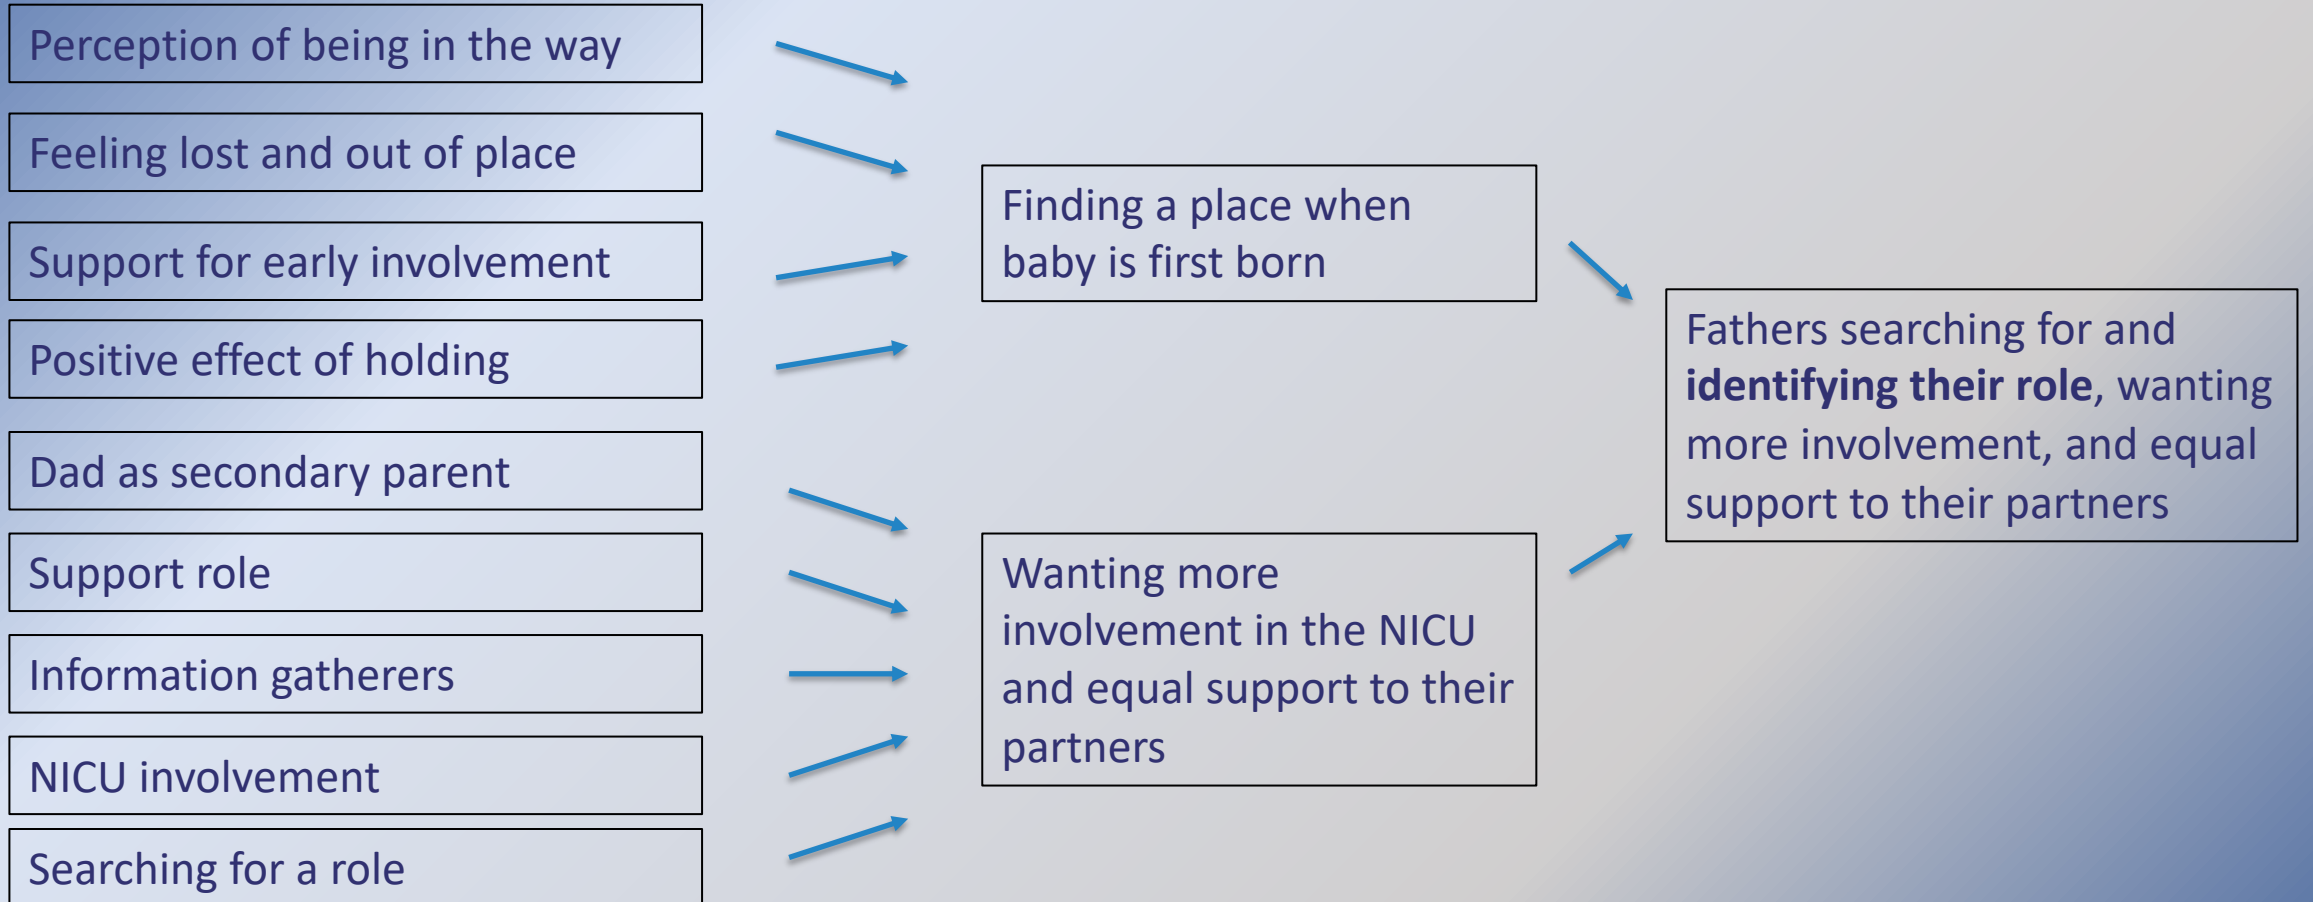 Perception of being in the way
Feeling lost and out of place
Support for early involvement
Positive effect of holding
Dad as secondary parent
Support role
Information gatherers
NICU involvement
Searching for a role
Finding a place when
baby is first born
Wanting more
involvement in the NICU
and equal support to their
partners
Fathers searching for and
identifying their role, wanting
more involvement, and equal
support to their partners